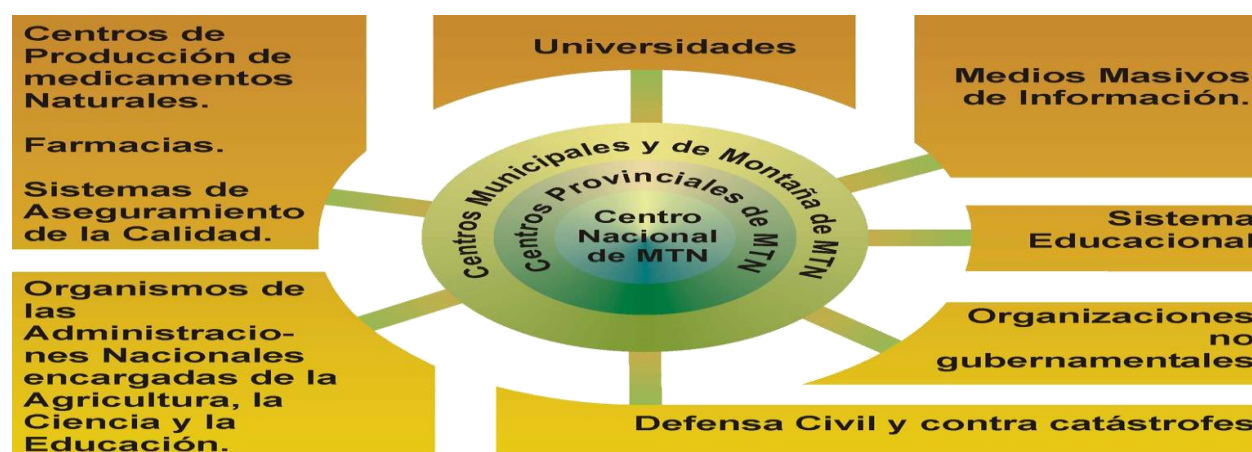 Centros de
Producción de
medicamentos
Naturales.
Farmacias.
Sistemas de
Aseguramiento
de la Calidad.
Universidades
Medios Masivos
de Información.
Centros Municipales y de Montaña de MTN
Centros Provinciales de MTN
Centro
Nacional
de MTN
Sistema
Educacional
Organismos de
las
Administracio-
nes Nacionales
encargadas de la
Agricultura, la
Ciencia y la
Educación.
Organizaciones
no
gubernamentales
Defensa Civil y contra catástrofes